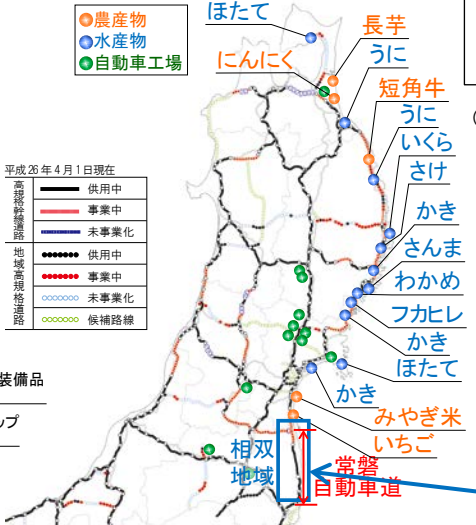 ●農産物
●水産物
●自動車工場
ほたて
にんにく
長芋
うに
短角牛
うに
いくら
さけ
かき
さんま
わかめ
フカヒレ
かき
ほたて
かき
みやぎ米
いちご
平成26年4月1日現在
高規格幹線道路
供用中
事業中
未事業化
地域高規格道路
供用中
事業中
未事業化
候補路線
装備品
ップ
相双
地域
常磐
自動車道